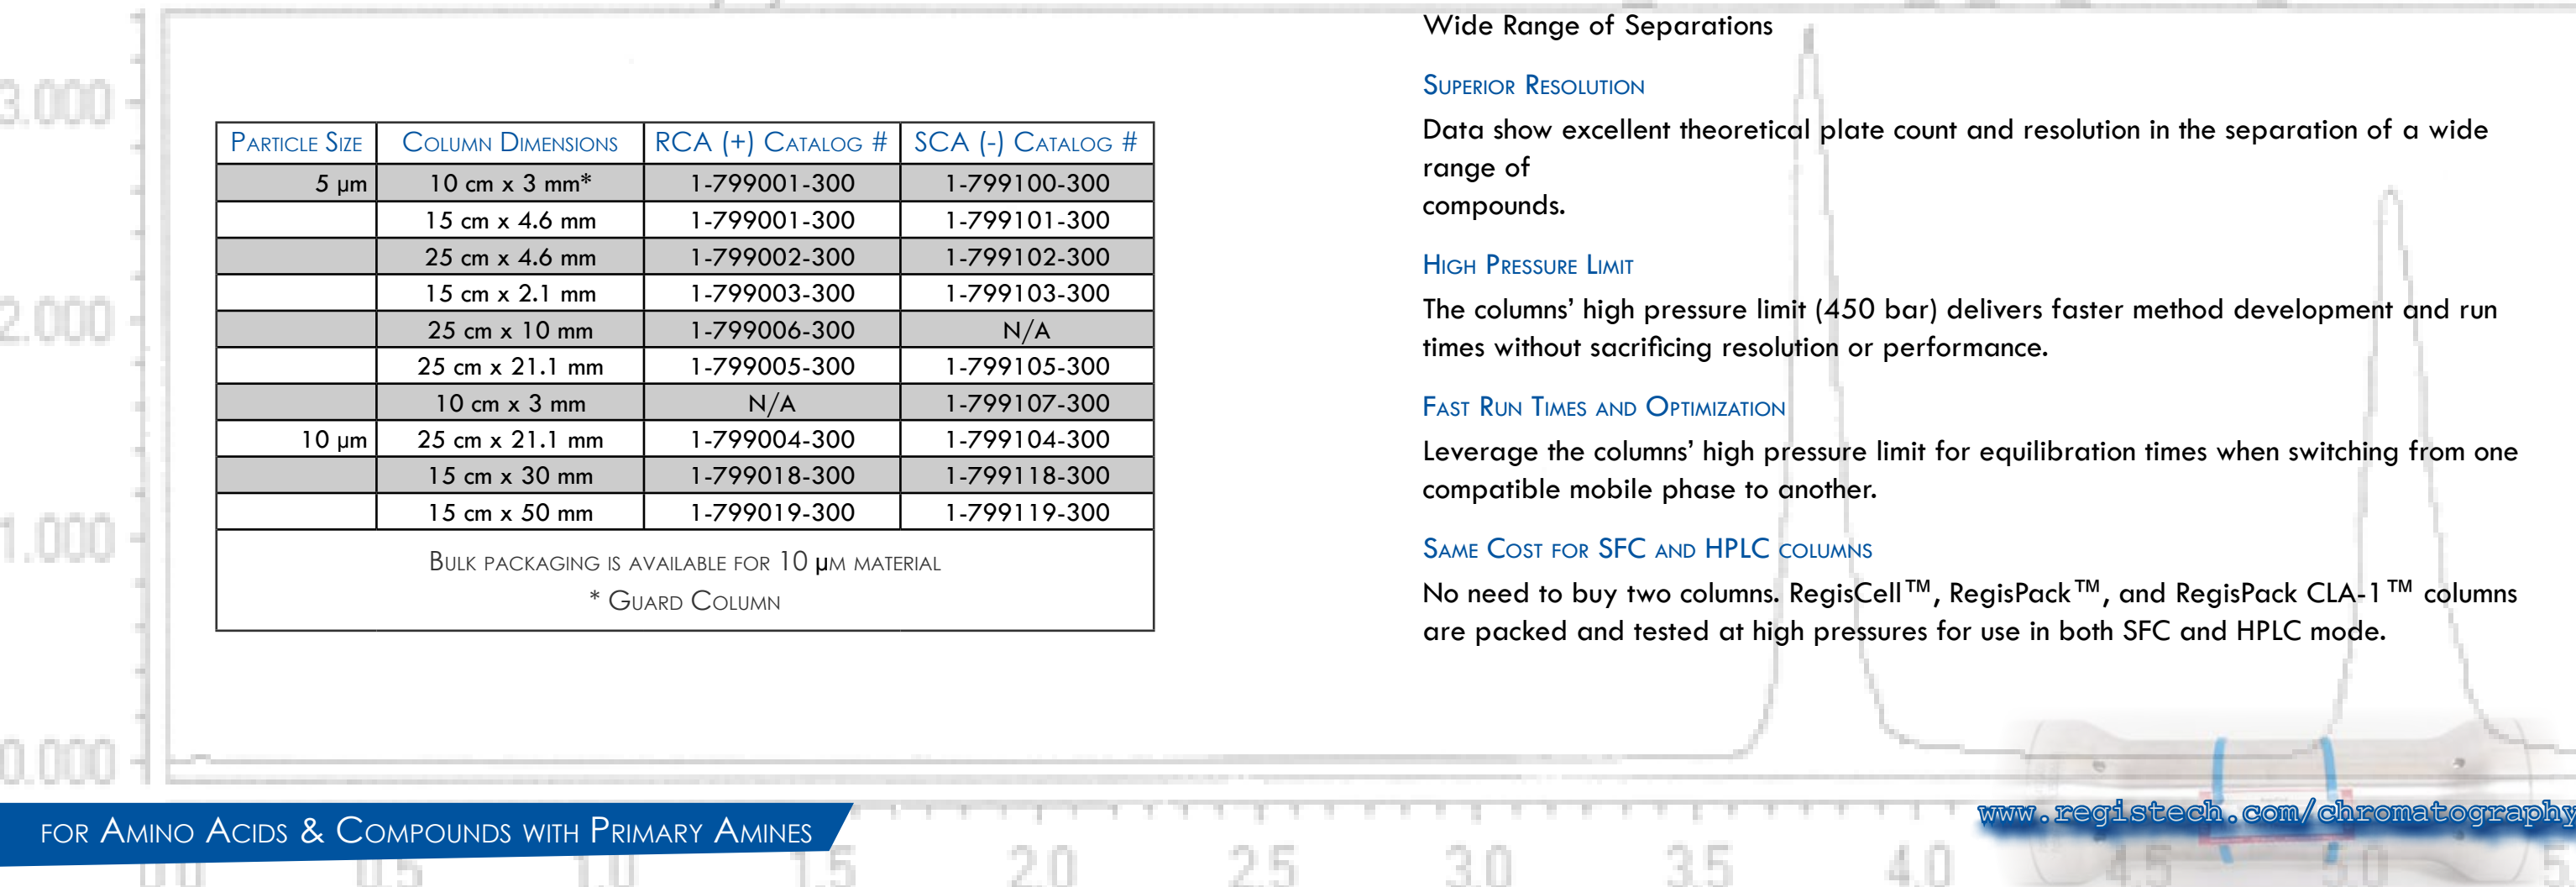 3.000
2.000
1.000
0.000
PARTICLE SIZE COLUMN DIMENSIONS RCA (+) CATALOG # SCA (-) CATALOG #
5 µm 10 cm x 3 mm* 1-799001-300 1-799100-300
15 cm x 4.6 mm 1-799001-300 1-799101-300
25 cm x 4.6 mm 1-799002-300 1-799102-300
15 cm x 2.1 mm 1-799003-300 1-799103-300
25 cm x 10 mm 1-799006-300 N/A
25 cm x 21.1 mm 1-799005-300 1-799105-300
10 cm x 3 mm N/A 1-799107-300
10 µm 25 cm x 21.1 mm 1-799004-300 1-799104-300
15 cm x 30 mm 1-799018-300 1-799118-300
15 cm x 50 mm 1-799019-300 1-799119-300
BULK PACKAGING IS AVAILABLE FOR 10 µM MATERIAL
* GUARD COLUMN
Wide Range of Separations
SUPERIOR RESOLUTION
Data show excellent theoretical plate count and resolution in the separation of a wide
range of
compounds.
HIGH PRESSURE LIMIT
The columns' high pressure limit (450 bar) delivers faster method development and run
times without sacrificing resolution or performance.
FAST RUN TIMES AND OPTIMIZATION
Leverage the columns' high pressure limit for equilibration times when switching from one
compatible mobile phase to another.
SAME COST FOR SFC AND HPLC COLUMNS
No need to buy two columns. RegisCell™, RegisPack™, and RegisPack CLA-1™ columns
are packed and tested at high pressures for use in both SFC and HPLC mode.
FOR AMINO ACIDS & COMPOUNDS WITH PRIMARY AMINES
www.registech.com/chromatography
0.0 0.5 1.0 1.5 2.0 2.5 3.0 3.5 4.0 4.5 5.0